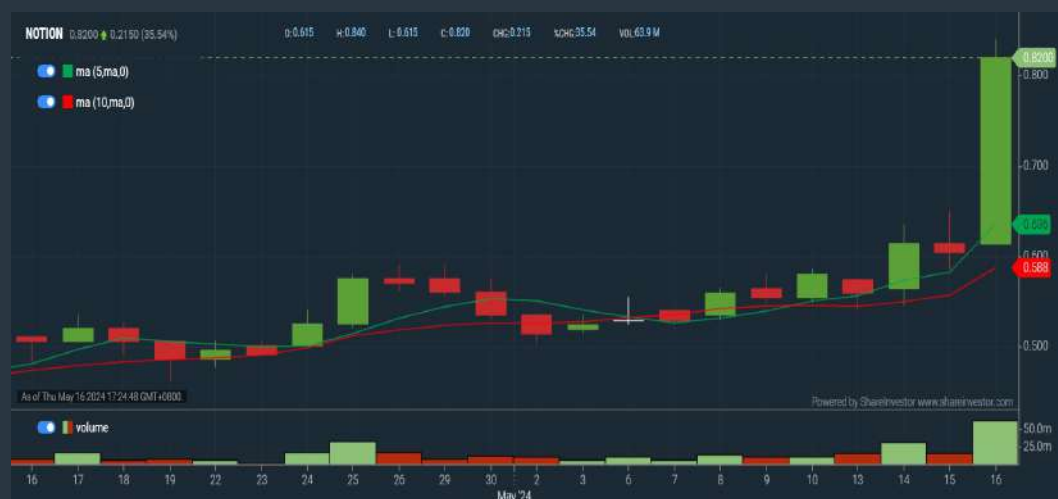 NOTION 0.8200 0.2150 (35.54%) O:0.615 H:0.840 L:0.615 C:0.820 CHG:0.215 %CHG:35.54 VOL:63.9 M
ma (5,ma,0)
ma (10,ma,0)
0.8200
0.800
0.700
0.636
0.600
0.588
0.500
As of Thu May 16 2024 17:24:48 GMT+0800.
Powered by ShareInvestor www.shareinvestor.com
volume
50.0m
25.0m
16 17 18 19 22 23 24 25 26 29 30 2 3 6 7 8 9 10 13 14 15 16
May '24